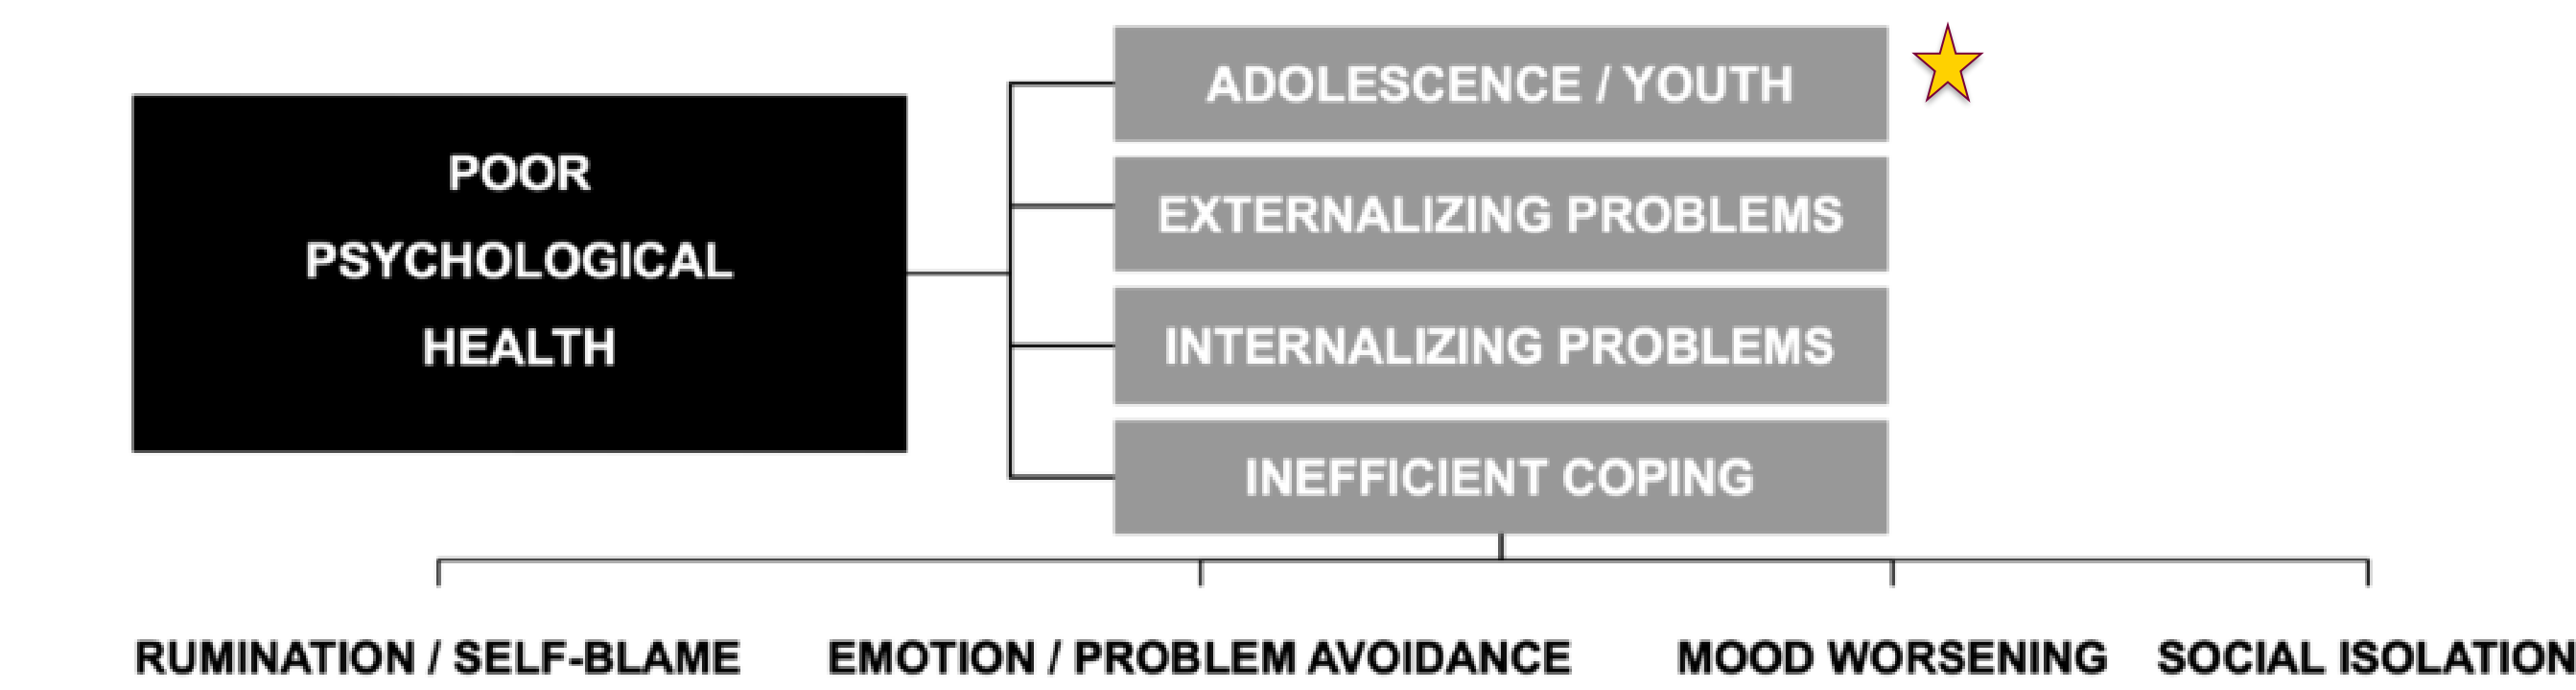 POOR
PSYCHOLOGICAL
HEALTH
ADOLESCENCE / YOUTH
EXTERNALIZING PROBLEMS
INTERNALIZING PROBLEMS
INEFFICIENT COPING
RUMINATION / SELF-BLAME
EMOTION / PROBLEM AVOIDANCE
MOOD WORSENING
SOCIAL ISOLATION